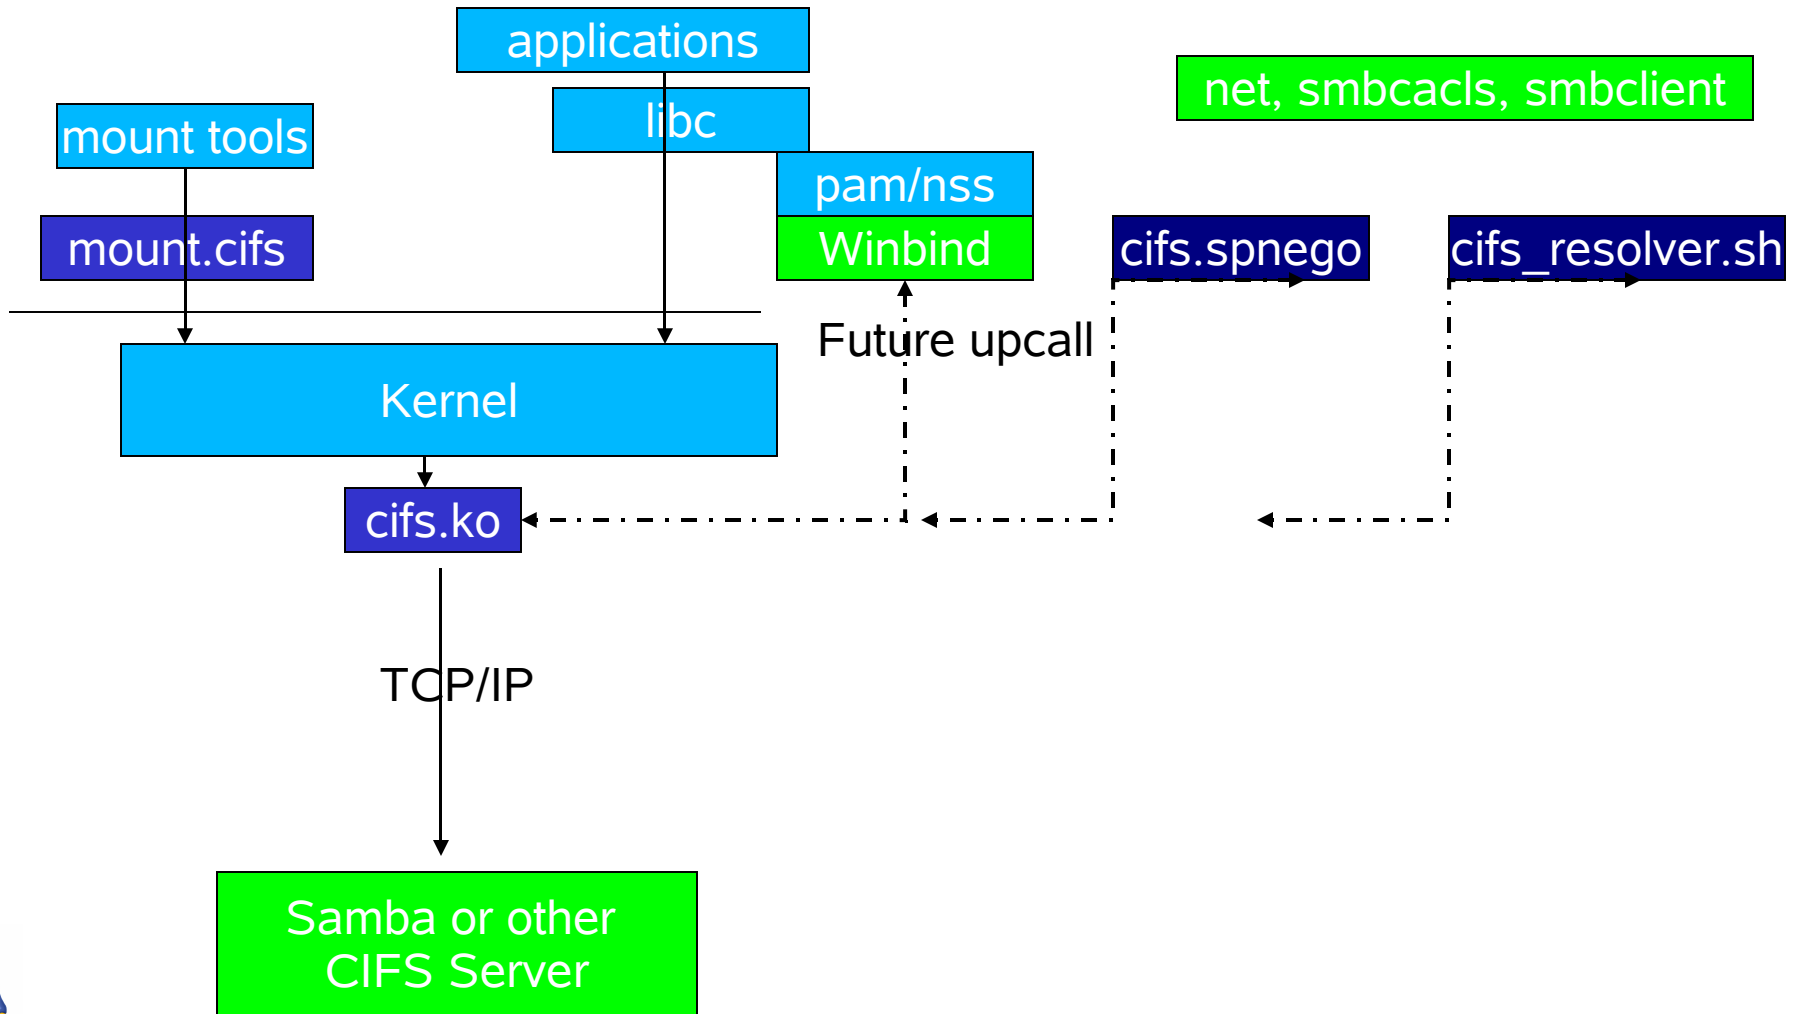 applications
net, smbcacls, smbclient
mount tools
libc
pam/nss
mount.cifs
Winbind
cifs.spnego
cifs_resolver.sh
Future upcall
Kernel
cifs.ko
TCP/IP
Samba or other
CIFS Server